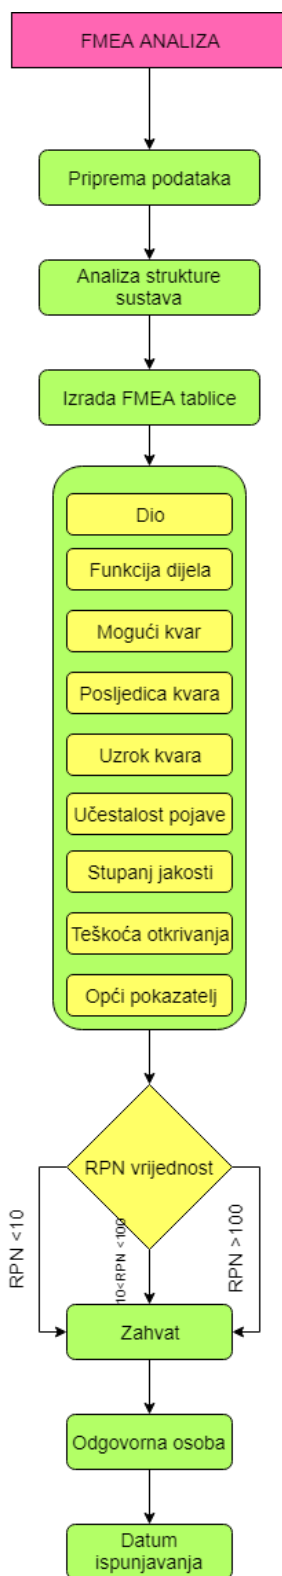 FMEA ANALIZA
Priprema podataka
Analiza strukture
sustava
Izrada FMEA tablice
Dio
Funkcija dijela
Mogući kvar
Posljedica kvara
Uzrok kvara
Učestalost pojave
Stupanj jakosti
Teškoća otkrivanja
Opći pokazatelj
RPN vrijednost
RPN <10
10<RPN <100
RPN >100
Zahvat
Odgovorna osoba
Datum
ispunjavanja